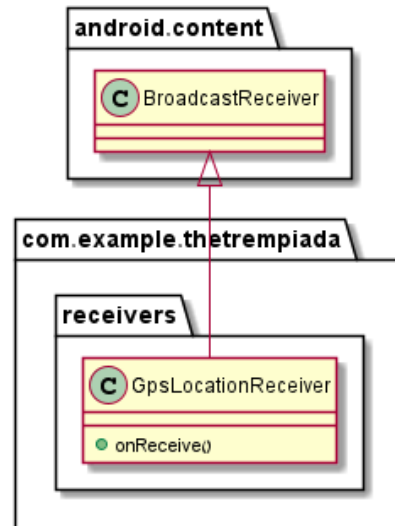 android.content
C BroadcastReceiver
com.example.thetrempiada
receivers
C GpsLocationReceiver
onReceive()